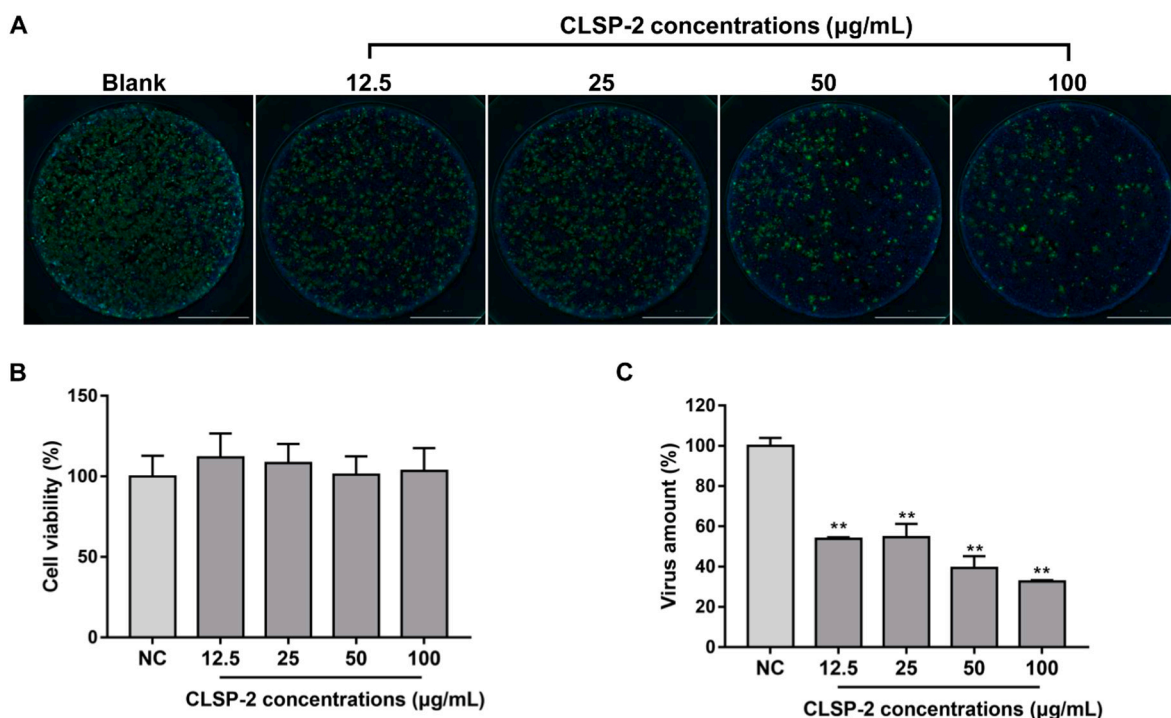 A
CLSP-2 concentrations (μg/mL)
Blank 12.5 25 50 100
B
150
100
50
0
Cell viability (%)
NC 12.5 25 50 100
CLSP-2 concentrations (μg/mL)
C
120
100
80
60
40
20
0
Virus amount (%)
** ** ** **
NC 12.5 25 50 100
CLSP-2 concentrations (μg/mL)